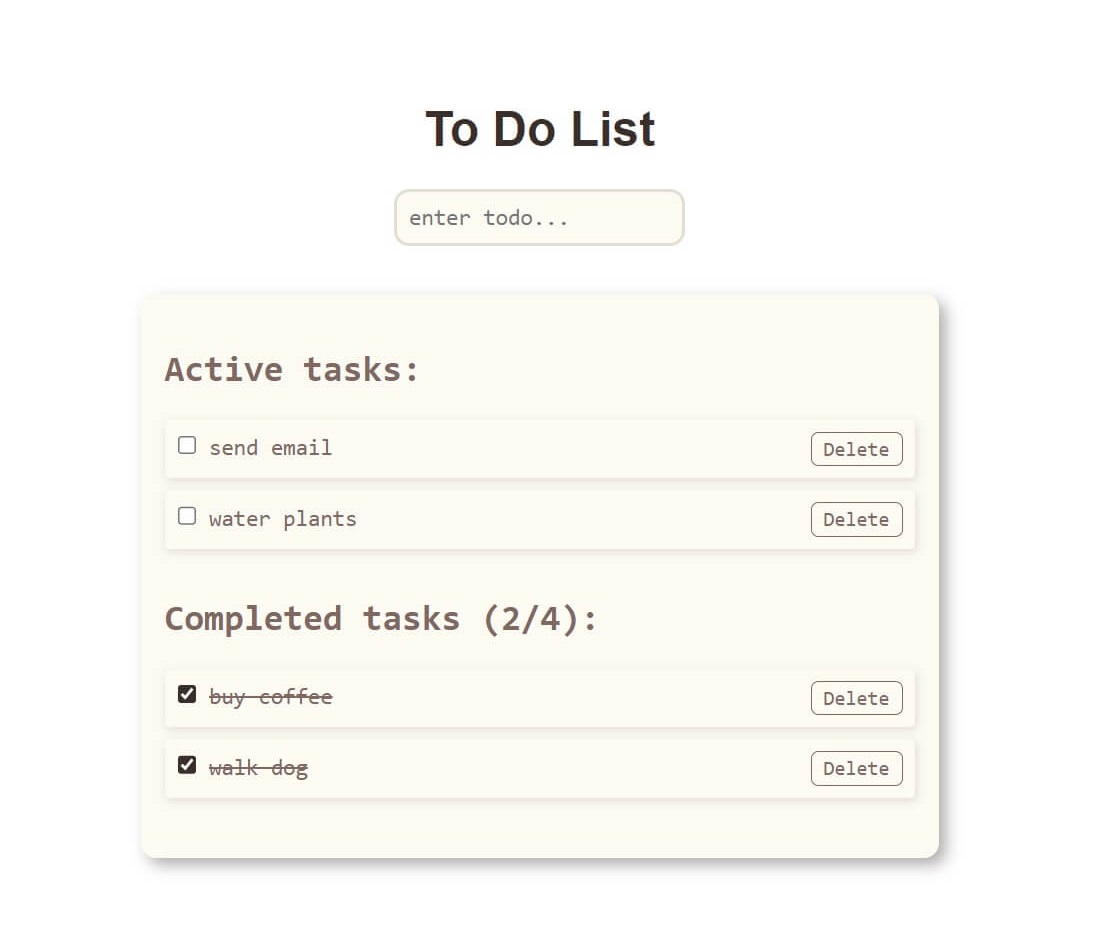 To Do List
enter todo...
Active tasks:
send email Delete
water plants Delete
Completed tasks (2/4):
buy coffee Delete
walk dog Delete